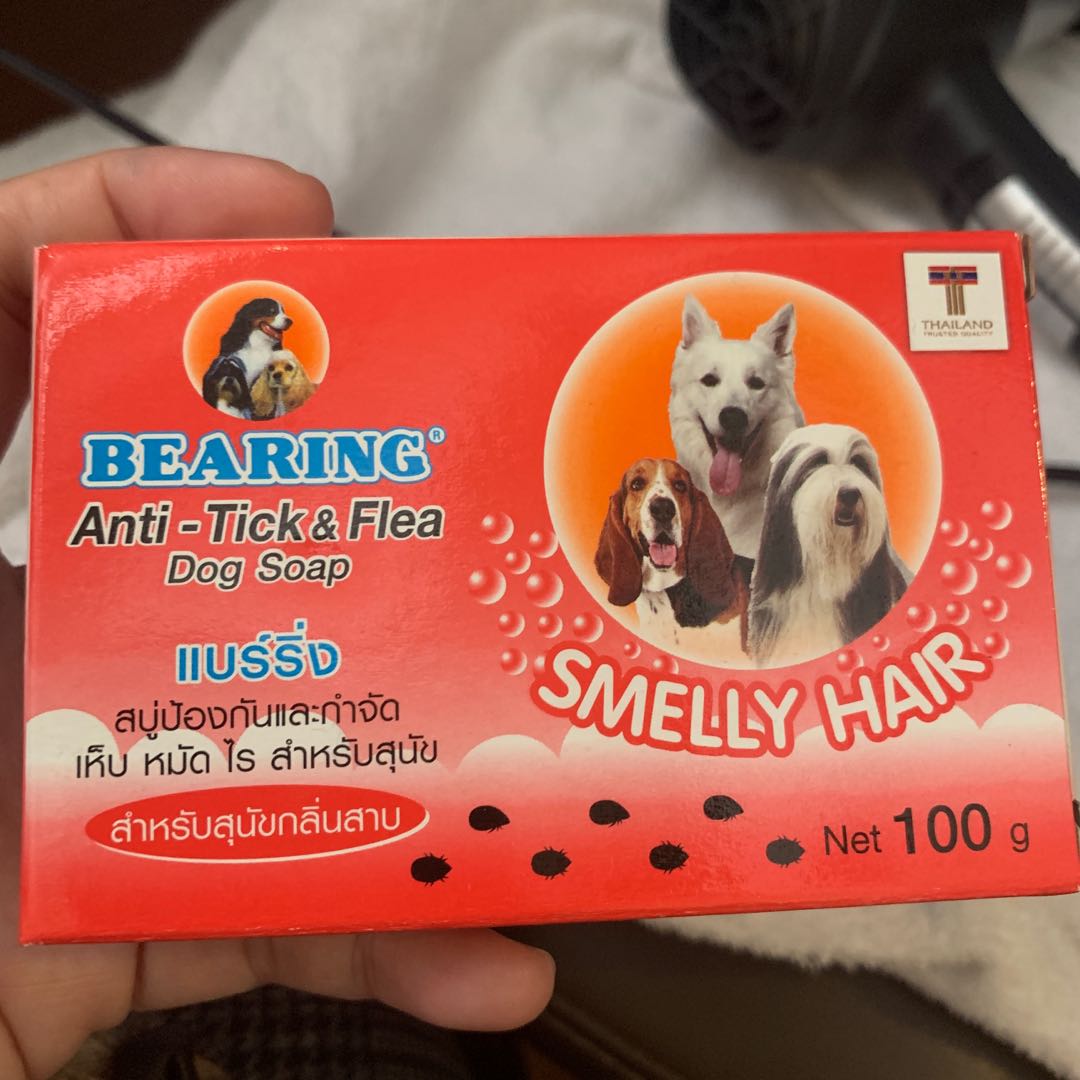 BEARING®
Anti - Tick & Flea
Dog Soap
แบร์ริ่ง
สบู่ป้องกันและกำจัด
เห็บ หมัด ไร สำหรับสุนัข
สำหรับสุนัขกลิ่นสาบ
THAILAND
TRUSTED QUALITY
SMELLY HAIR
Net 100 g